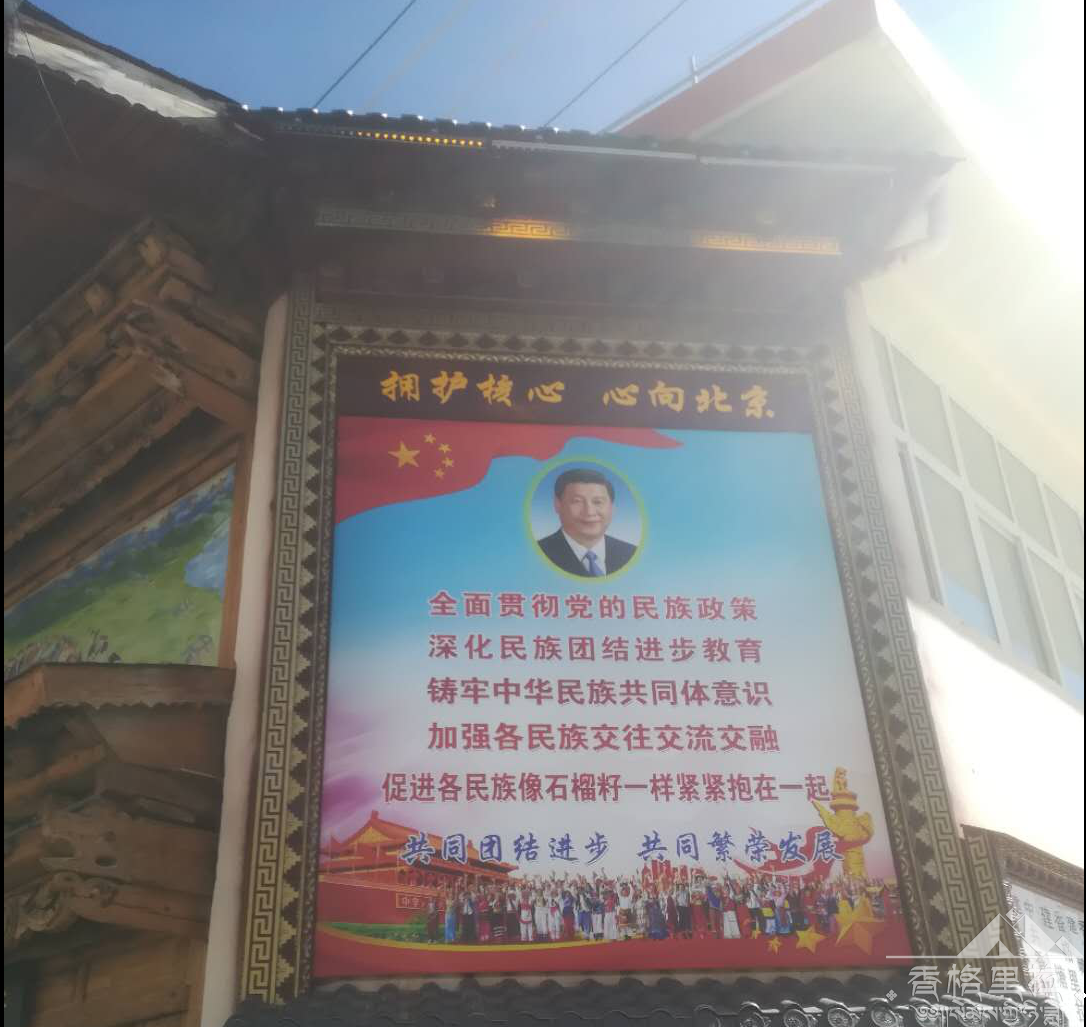 拥护核心 心向北京
全面贯彻党的民族政策
深化民族团结进步教育
铸牢中华民族共同体意识
加强各民族交往交流交融
促进各民族像石榴籽一样紧紧抱在一起
共同团结进步 共同繁荣发展
香格里